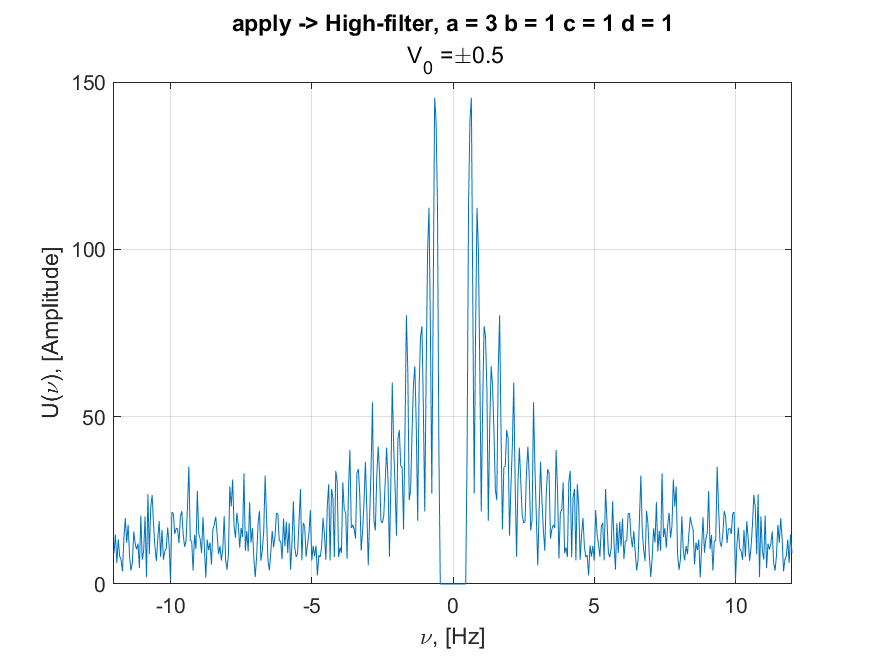 apply -> High-filter, a = 3 b = 1 c = 1 d = 1
V₀ =±0.5
150
100
50
0
U(ν), [Amplitude]
-10 -5 0 5 10
ν, [Hz]